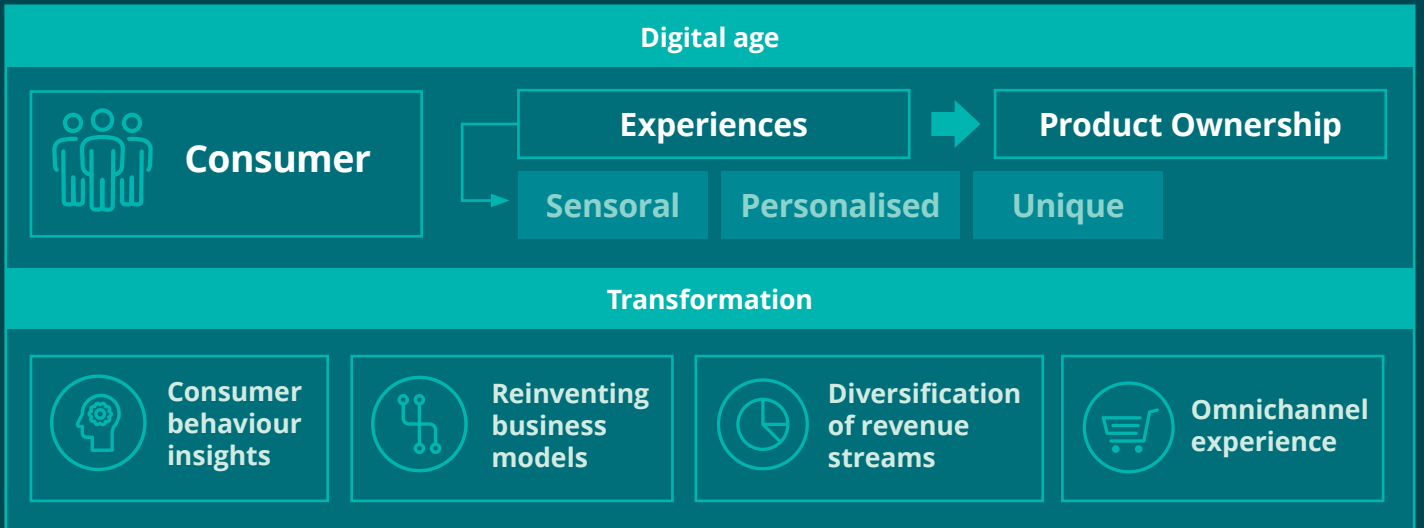 Digital age
Consumer
Experiences
Product Ownership
Sensoral
Personalised
Unique
Transformation
Consumer
behaviour
insights
Reinventing
business
models
Diversification
of revenue
streams
Omnichannel
experience